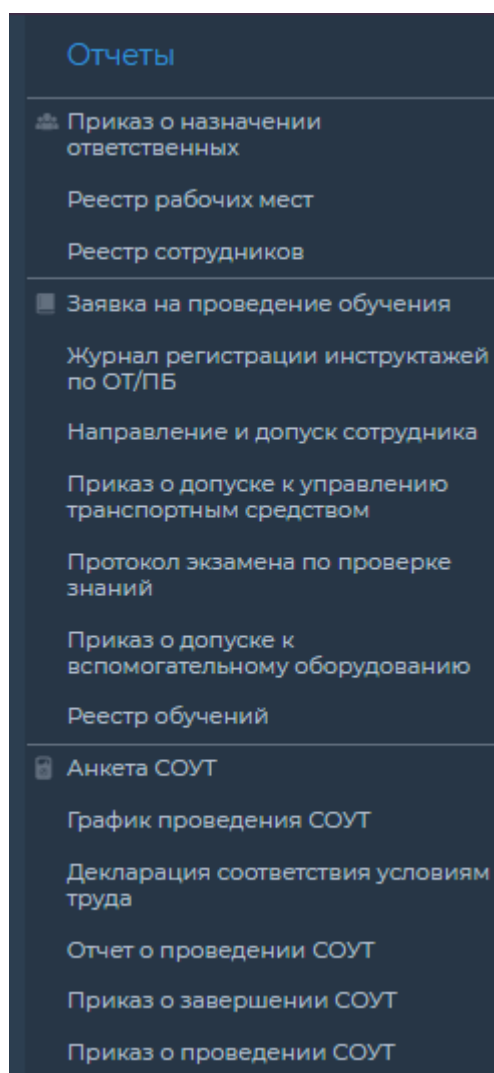 Отчеты
Приказ о назначении
ответственных
Реестр рабочих мест
Реестр сотрудников
Заявка на проведение обучения
Журнал регистрации инструктажей
по ОТ/ПБ
Направление и допуск сотрудника
Приказ о допуске к управлению
транспортным средством
Протокол экзамена по проверке
знаний
Приказ о допуске к
вспомогательному оборудованию
Реестр обучений
Анкета СОУТ
График проведения СОУТ
Декларация соответствия условиям
труда
Отчет о проведении СОУТ
Приказ о завершении СОУТ
Приказ о проведении СОУТ